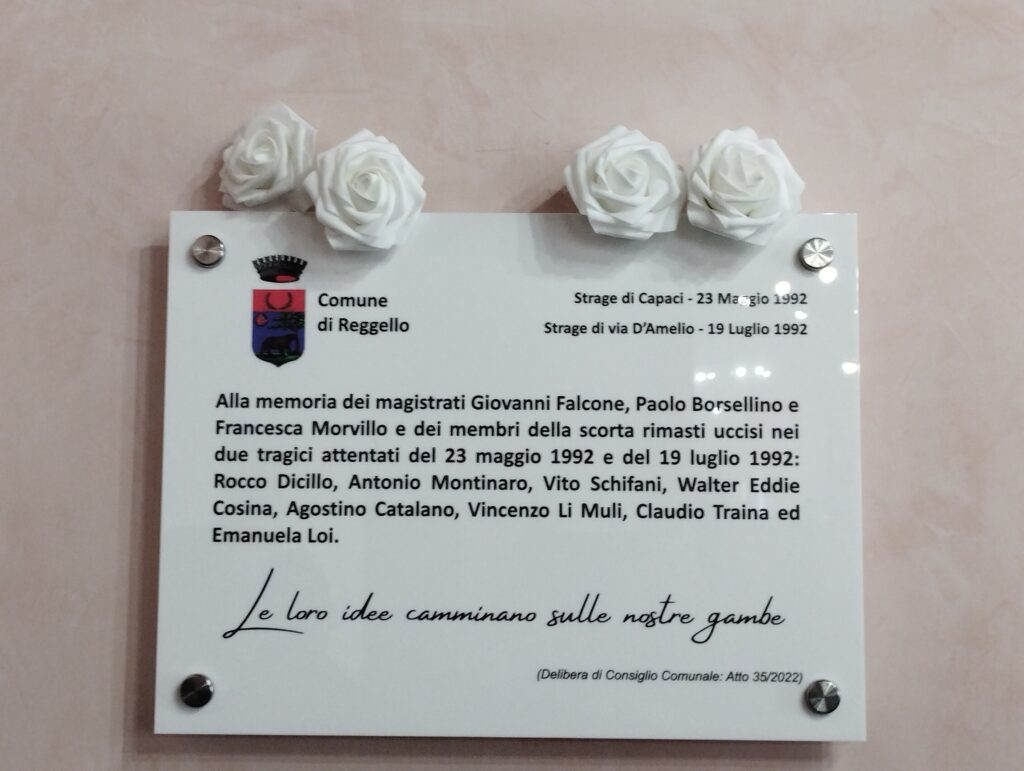 Comune
di Reggello
Strage di Capaci - 23 Maggio 1992
Strage di via D'Amelio - 19 Luglio 1992
Alla memoria dei magistrati Giovanni Falcone, Paolo Borsellino e
Francesca Morvillo e dei membri della scorta rimasti uccisi nei
due tragici attentati del 23 maggio 1992 e del 19 luglio 1992:
Rocco Dicillo, Antonio Montinaro, Vito Schifani, Walter Eddie
Cosina, Agostino Catalano, Vincenzo Li Muli, Claudio Traina ed
Emanuela Loi.
Le loro idee camminano sulle nostre gambe
(Delibera di Consiglio Comunale: Atto 35/2022)